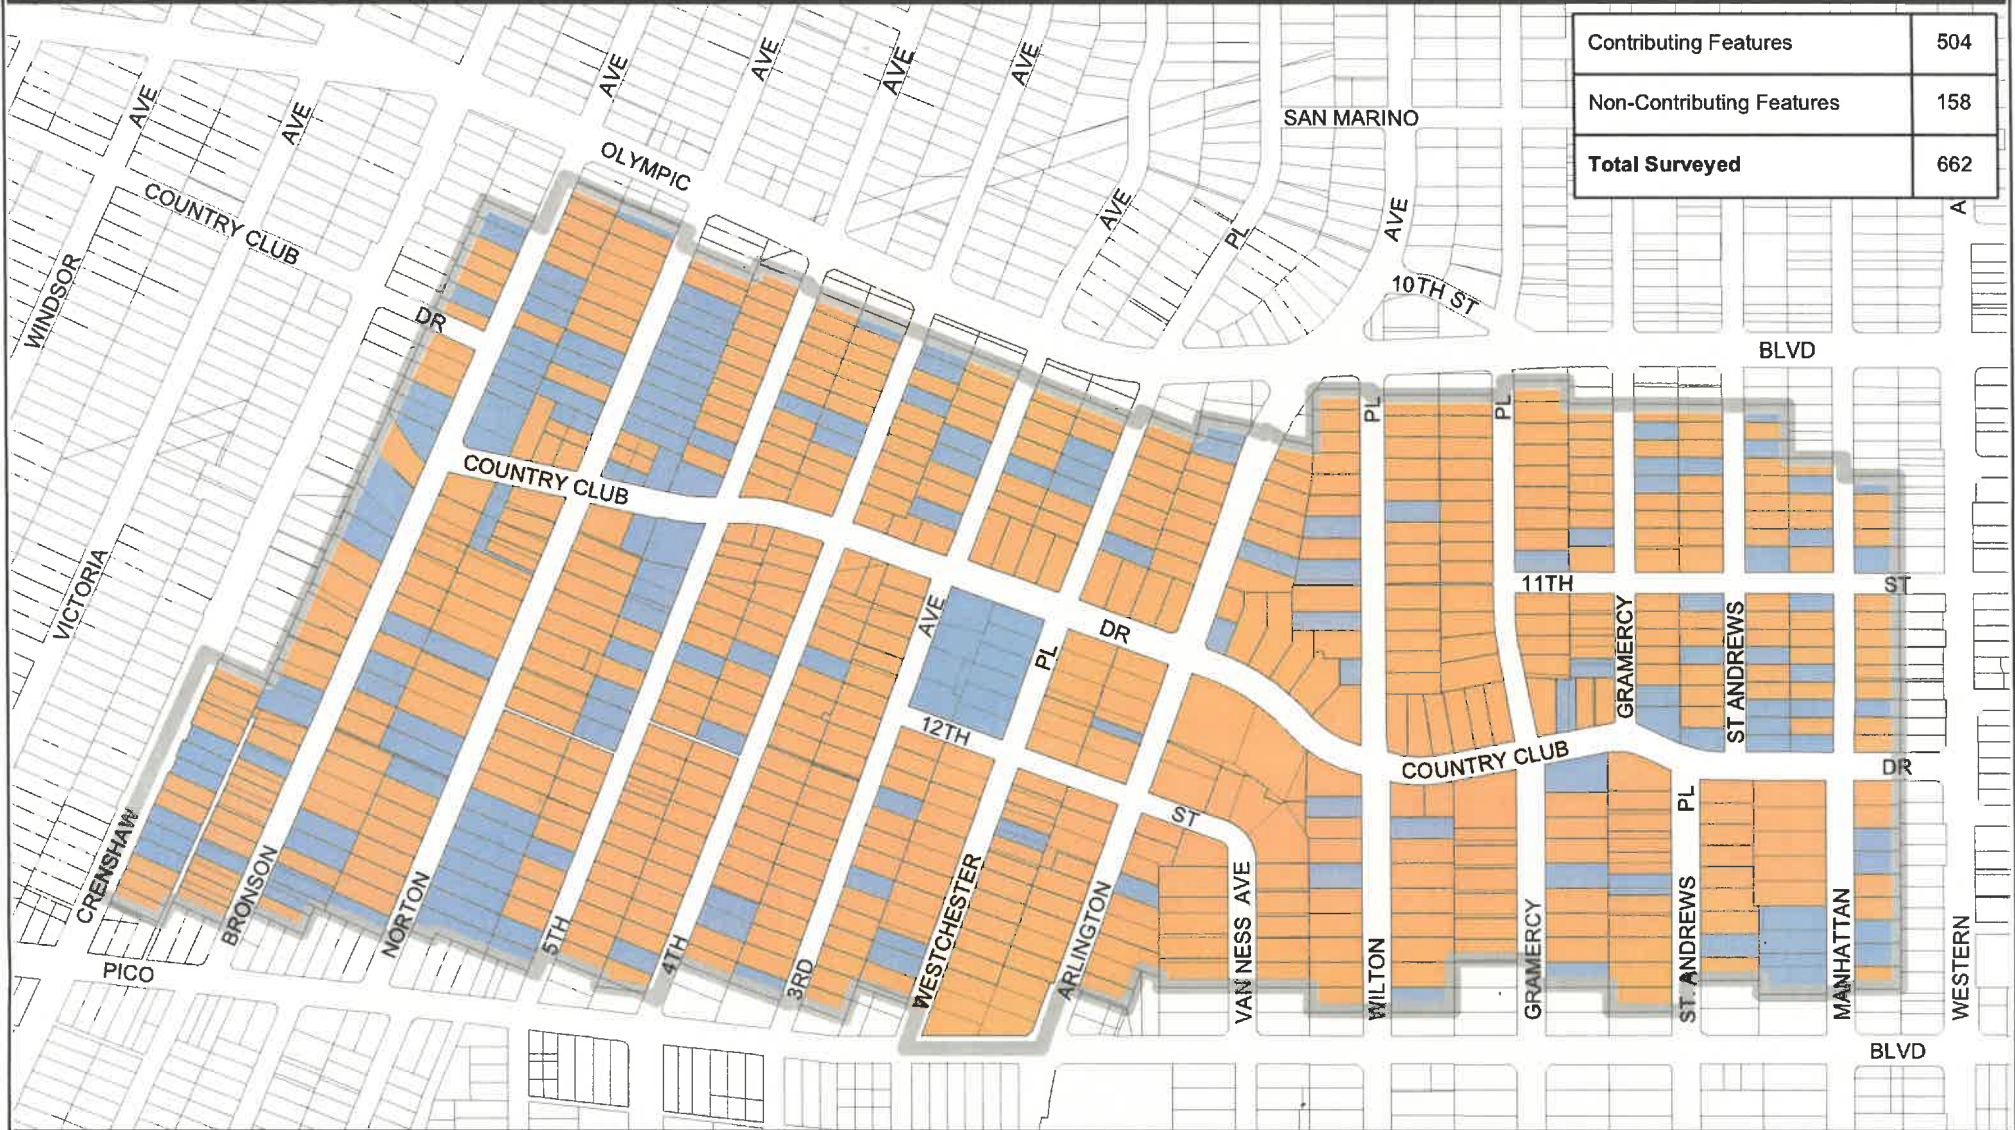 Contributing Features 504
Non-Contributing Features 158
Total Surveyed 662
AVE
AVE
AVE
AVE
AVE
AVE
SAN MARINO
OLYMPIC
COUNTRY CLUB
AVE
PL
AVE
A
WINDSOR
DR
10TH ST
BLVD
PL
PL
COUNTRY CLUB
VICTORIA
11TH
ST
AVE
PL
DR
GRAMERCY
ST ANDREWS
12TH
COUNTRY CLUB
DR
ST
PL
CRENSHAW
BRONSON
NORTON
5TH
4TH
3RD
WESTCHESTER
ARLINGTON
VAN NESS AVE
WILTON
GRAMERCY
ST. ANDREWS
MANHATTAN
WESTERN
PICO
BLVD